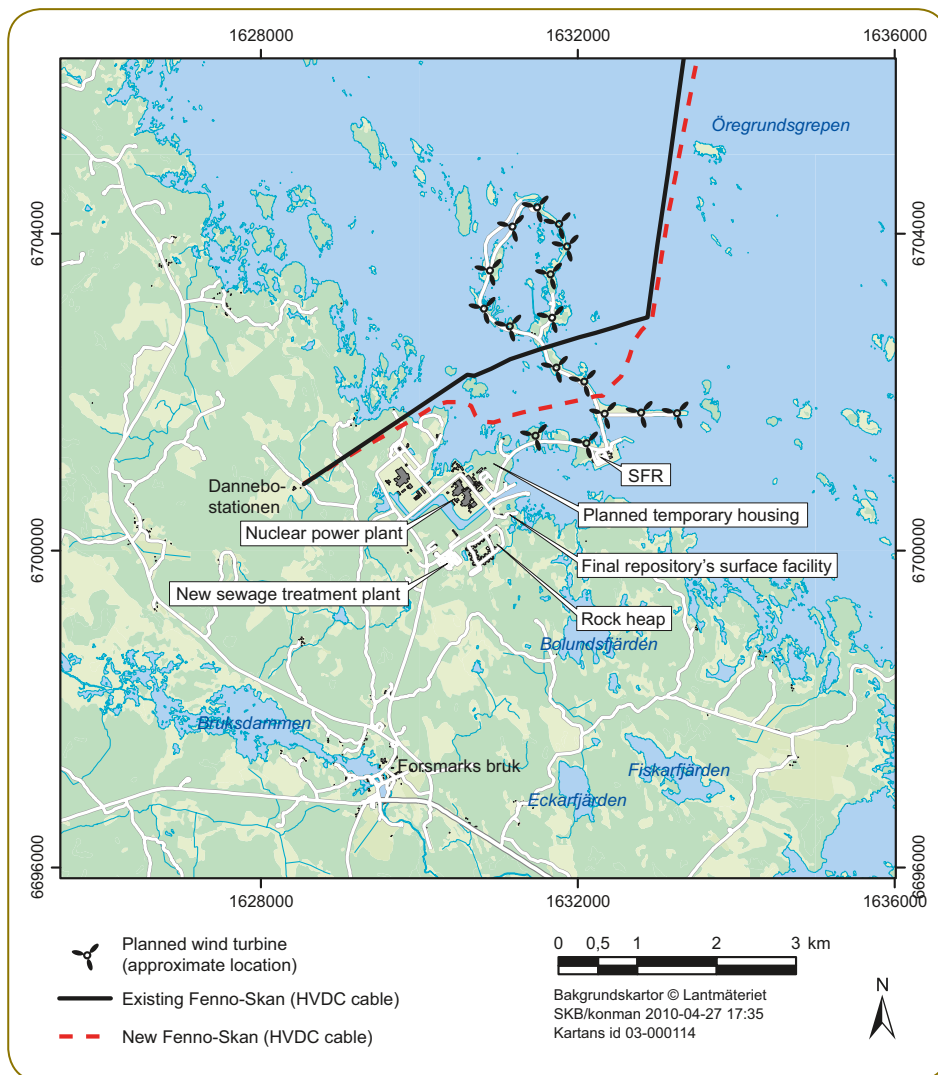 1628000
1632000
1636000
Öregrundsgrepen
6704000
6704000
SFR
Dannebo-
stationen
Planned temporary housing
Nuclear power plant
6700000
6700000
Final repository's surface facility
New sewage treatment plant
Rock heap
Bolundsfjärden
Bruksdammen
Forsmarks bruk
Fiskarfjärden
Eckarfjärden
6696000
6696000
1628000
1632000
1636000
Planned wind turbine
(approximate location)
Existing Fenno-Skan (HVDC cable)
New Fenno-Skan (HVDC cable)
0 0,5 1 2 3 km
Bakgrundskartor © Lantmäteriet
SKB/konman 2010-04-27 17:35
Kartans id 03-000114
N